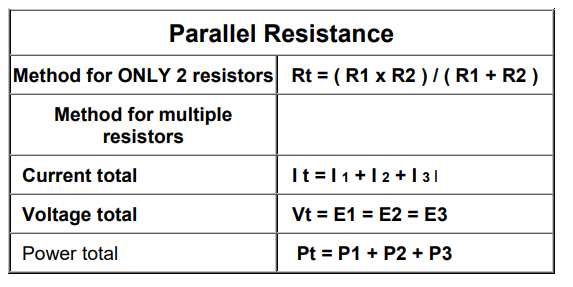 Parallel Resistance
Method for ONLY 2 resistors Rt = ( R1 x R2 ) / ( R1 + R2 )
Method for multiple
resistors
Current total I t = I 1 + I 2 + I 3 I
Voltage total Vt = E1 = E2 = E3
Power total Pt = P1 + P2 + P3